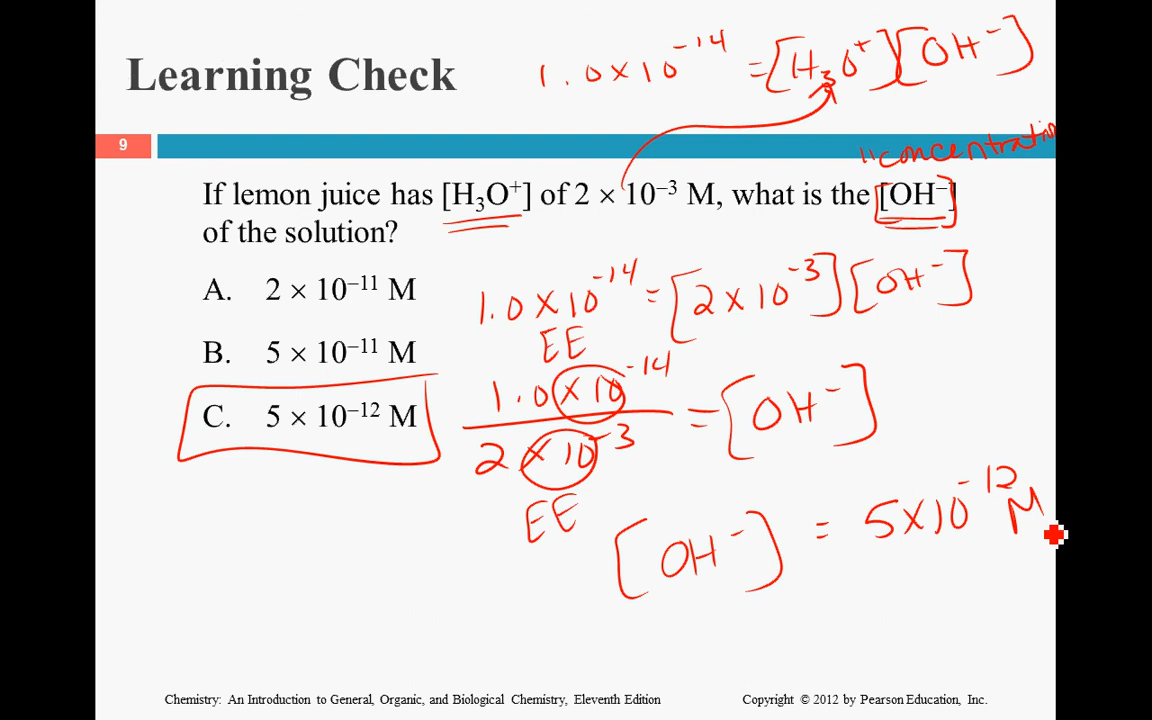 Learning Check
1.0 x 10⁻¹⁴ = [H₃O⁺][OH⁻]
9
"concentratio
If lemon juice has [H₃O⁺] of 2 × 10⁻³ M, what is the [OH⁻]
of the solution?
A. 2 × 10⁻¹¹ M
1.0 x 10⁻¹⁴ = [2 x 10⁻³][OH⁻]
EE
B. 5 × 10⁻¹¹ M
1.0 x 10⁻¹⁴
C. 5 × 10⁻¹² M
= [OH⁻]
2 x 10⁻³
EE
[OH⁻] = 5 x 10⁻¹² M
Chemistry: An Introduction to General, Organic, and Biological Chemistry, Eleventh Edition
Copyright © 2012 by Pearson Education, Inc.